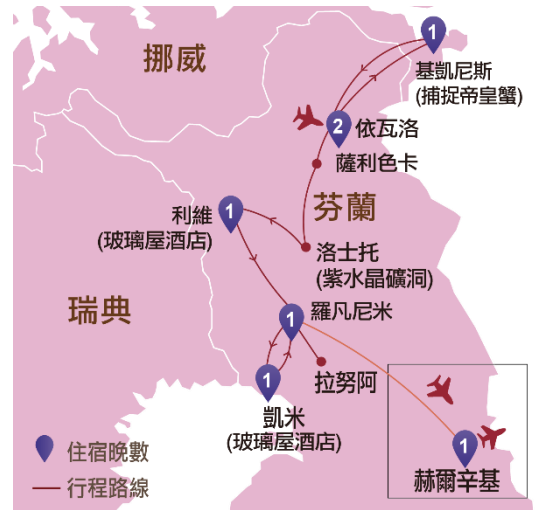 1
挪威
基凱尼斯
(捕捉帝皇蟹)
2
依瓦洛
薩利色卡
芬蘭
1
利維
(玻璃屋酒店)
洛士托
(紫水晶礦洞)
瑞典
羅凡尼米
1
拉努阿
1
凱米
(玻璃屋酒店)
1
赫爾辛基
住宿晚數
行程路線